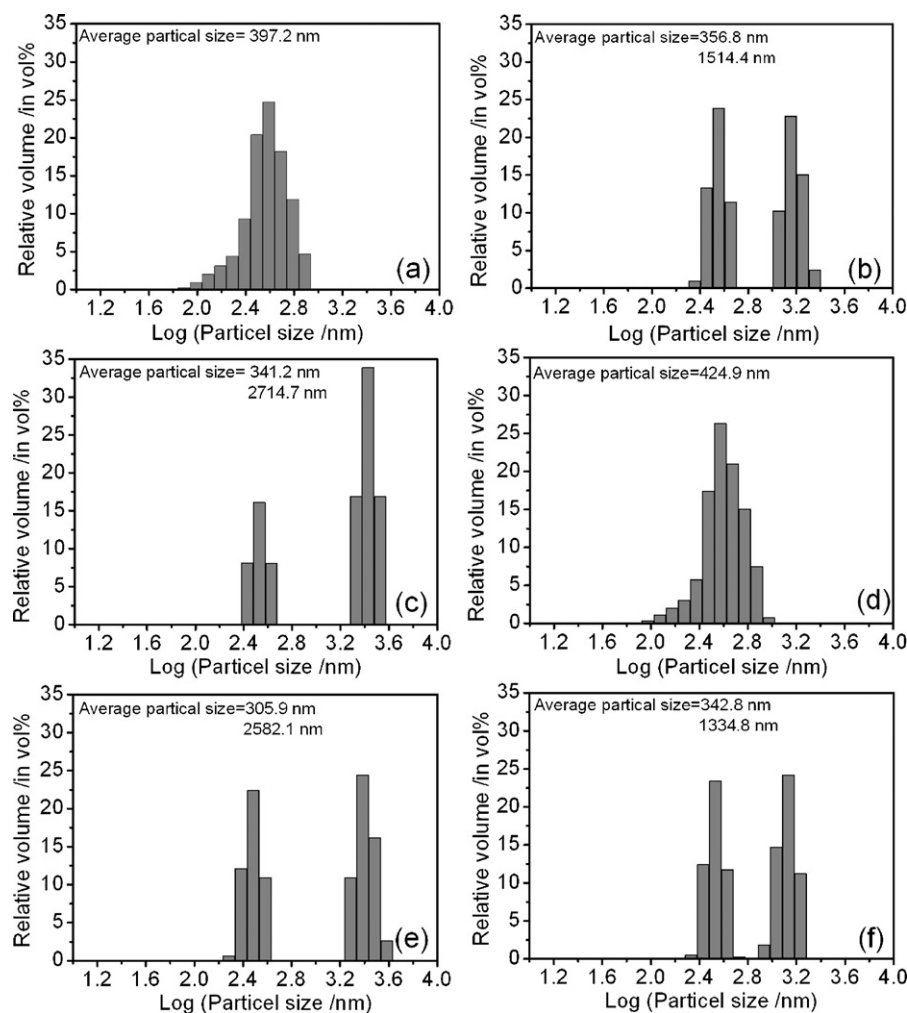 35
Average partical size= 397.2 nm
30
25
20
15
10
5
0
Relative volume /in vol%
(a)
1.2 1.6 2.0 2.4 2.8 3.2 3.6 4.0
Log (Particel size /nm)
35
Average partical size=356.8 nm
1514.4 nm
30
25
20
15
10
5
0
Relative volume /in vol%
(b)
1.2 1.6 2.0 2.4 2.8 3.2 3.6 4.0
Log (Particel size /nm)
35
Average partical size= 341.2 nm
2714.7 nm
30
25
20
15
10
5
0
Relative volume /in vol%
(c)
1.2 1.6 2.0 2.4 2.8 3.2 3.6 4.0
Log (Particel size /nm)
35
Average partical size=424.9 nm
30
25
20
15
10
5
0
Relative volume /in vol%
(d)
1.2 1.6 2.0 2.4 2.8 3.2 3.6 4.0
Log (Particel size /nm)
35
Average partical size=305.9 nm
2582.1 nm
30
25
20
15
10
5
0
Relative volume /in vol%
(e)
1.2 1.6 2.0 2.4 2.8 3.2 3.6 4.0
Log (Particel size /nm)
35
Average partical size=342.8 nm
1334.8 nm
30
25
20
15
10
5
0
Relative volume /in vol%
(f)
1.2 1.6 2.0 2.4 2.8 3.2 3.6 4.0
Log (Particel size /nm)